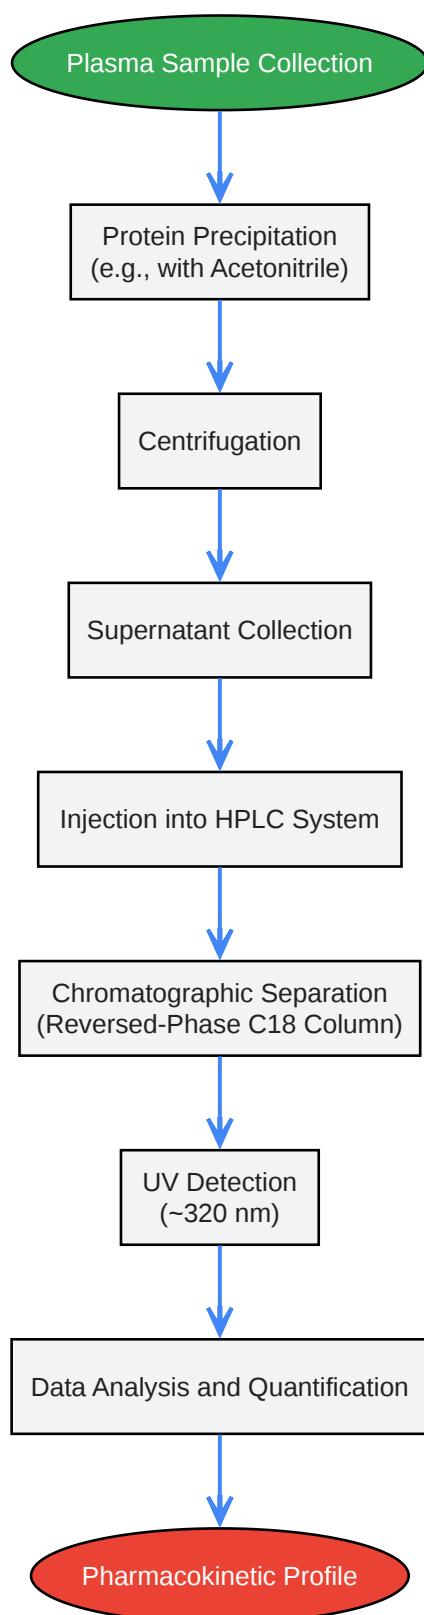 Plasma Sample Collection
Protein Precipitation
(e.g., with Acetonitrile)
Centrifugation
Supernatant Collection
Injection into HPLC System
Chromatographic Separation
(Reversed-Phase C18 Column)
UV Detection
(~320 nm)
Data Analysis and Quantification
Pharmacokinetic Profile